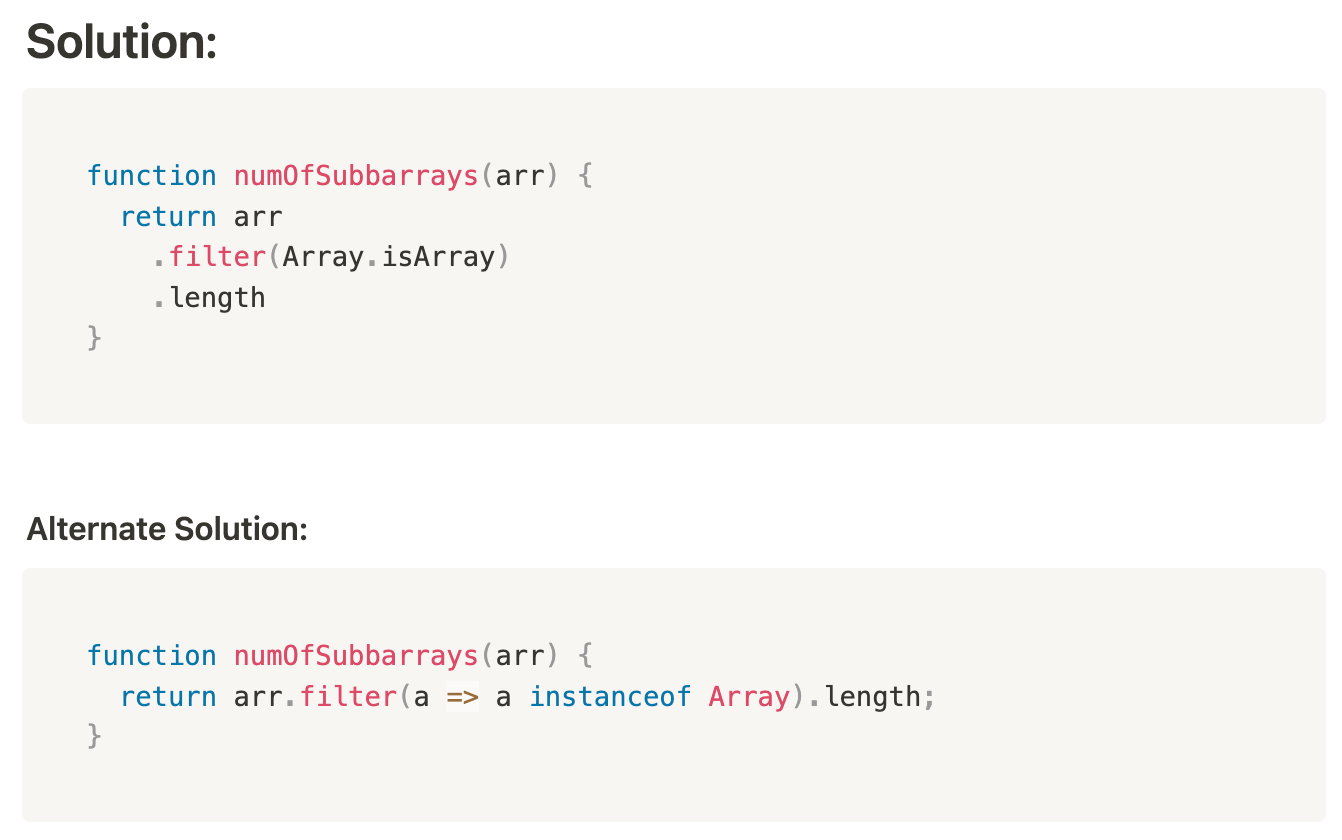 Solution:
function numOfSubbarrays(arr) {
  return arr
    .filter(Array.isArray)
    .length
}
Alternate Solution:
function numOfSubbarrays(arr) {
  return arr.filter(a => a instanceof Array).length;
}